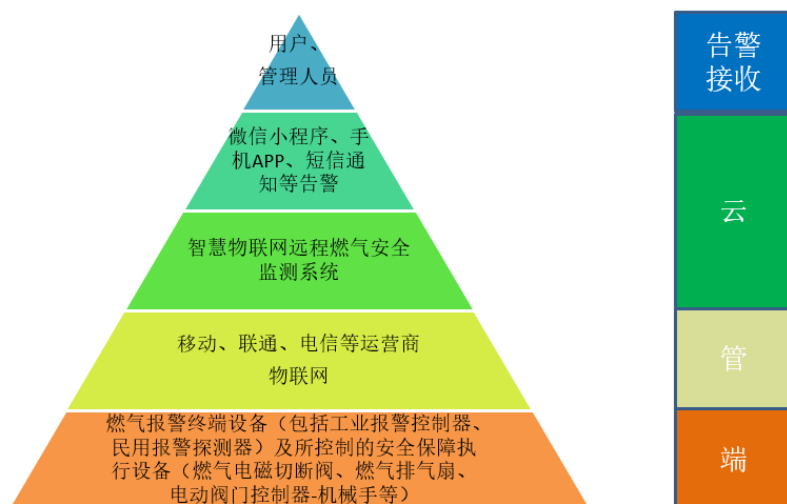 用户、
管理人员
微信小程序、手
机APP、短信通
知等告警
智慧物联网远程燃气安全
监测系统
移动、联通、电信等运营商
物联网
燃气报警终端设备（包括工业报警控制器、
民用报警探测器）及所控制的安全保障执
行设备（燃气电磁切断阀、燃气排气扇、
电动阀门控制器-机械手等）
告警
接收
云
管
端